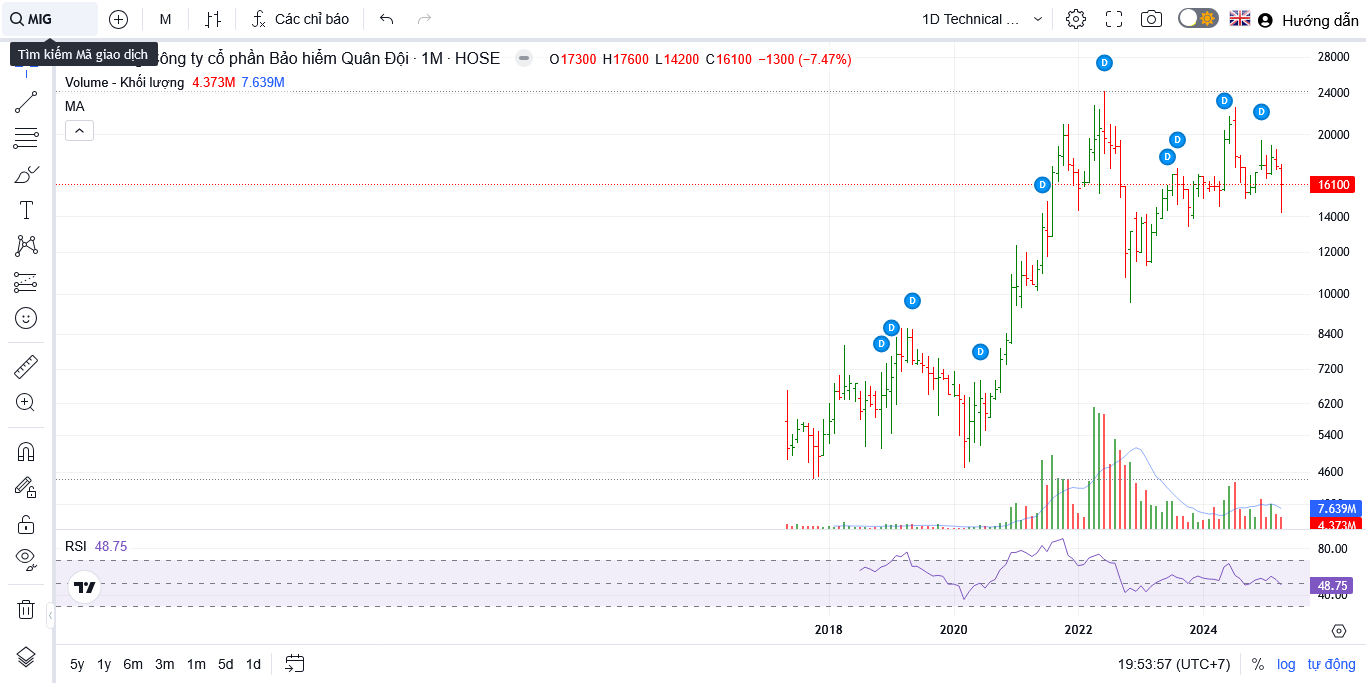 MIG
M
Các chỉ báo
1D Technical ...
Hướng dẫn
Tìm kiếm Mã giao dịch
ông ty cổ phần Bảo hiểm Quân Đội · 1M · HOSE
O17300 H17600 L14200 C16100 −1300 (−7.47%)
Volume - Khối lượng 4.373M 7.639M
MA
28000
24000
20000
16100
14000
12000
10000
8400
7200
6200
5400
4600
7.639M
4.373M
D
D
D
D
D
D
D
D
D
D
RSI 48.75
80.00
48.75
40.00
2018
2020
2022
2024
5y 1y 6m 3m 1m 5d 1d
19:53:57 (UTC+7)
%
log
tự động